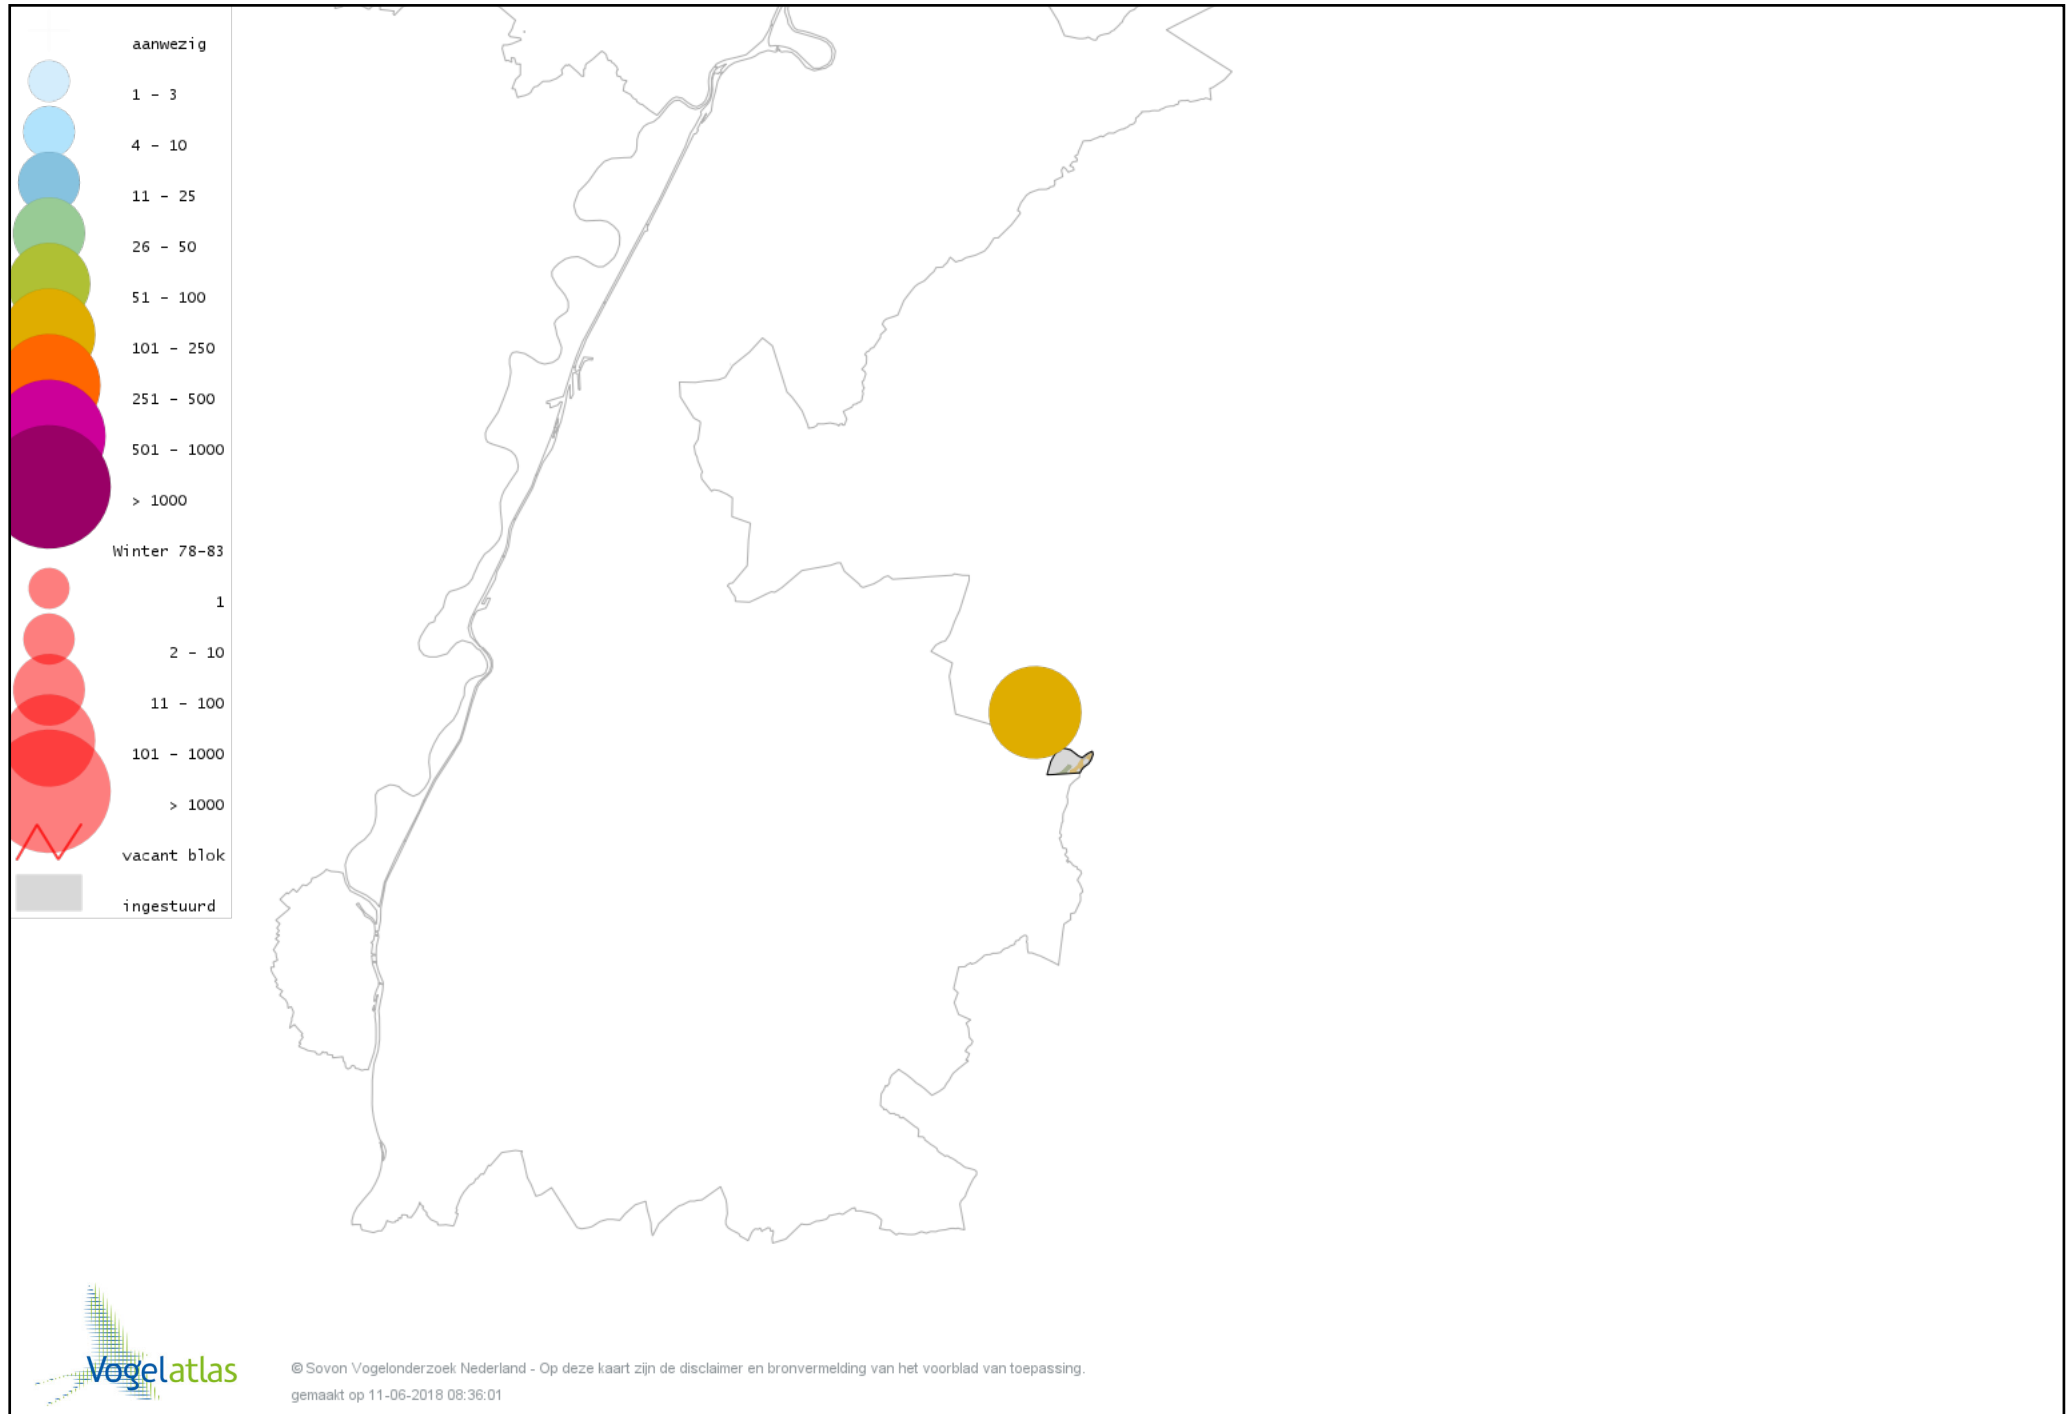 aanwezig
1 - 3
4 - 10
11 - 25
26 - 50
51 - 100
101 - 250
251 - 500
501 - 1000
> 1000
Winter 78-83
1
2 - 10
11 - 100
101 - 1000
> 1000
vacant blok
ingestuurd
Vogelatlas
© Sovon Vogelonderzoek Nederland - Op deze kaart zijn de disclaimer en bronvermelding van het voorblad van toepassing.
gemaakt op 11-06-2018 08:36:01